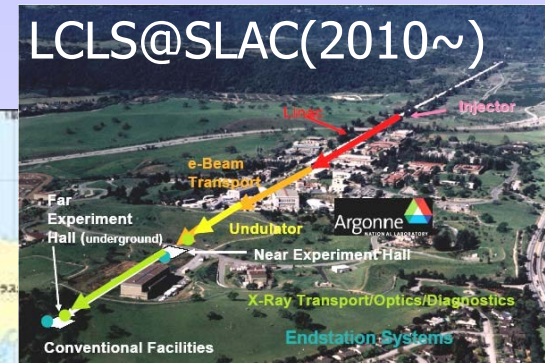 LCLS@SLAC(2010~)
Injector
Linac
e-Beam
Transport
Far
Experiment
Hall (underground)
Undulator
Argonne
NATIONAL LABORATORY
Near Experiment Hall
X-Ray Transport/Optics/Diagnostics
Endstation Systems
Conventional Facilities